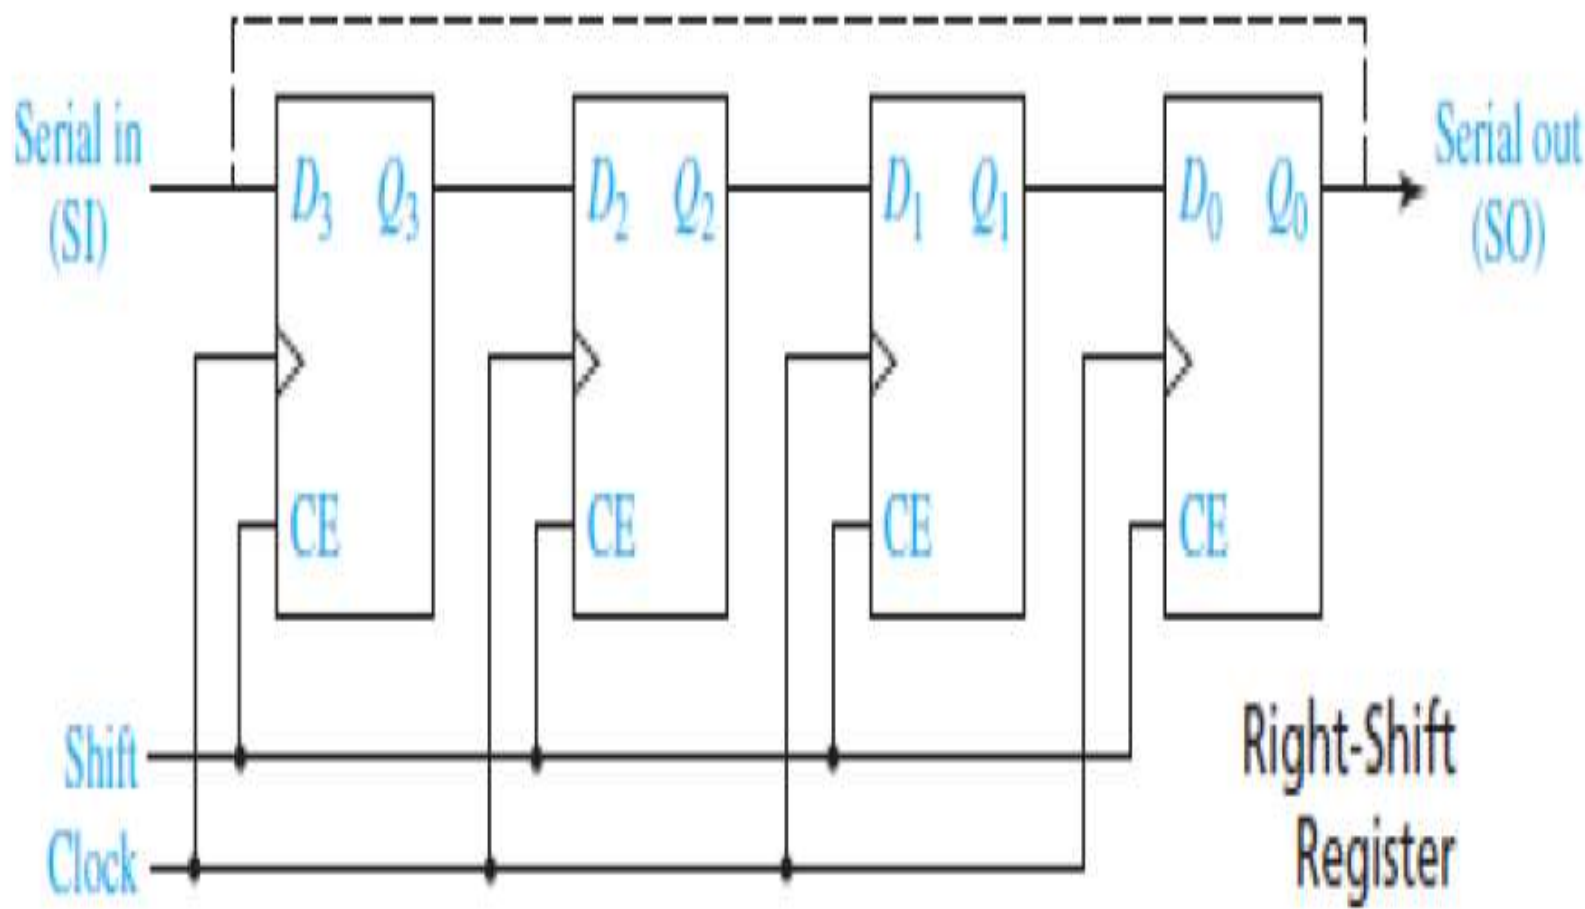 Serial in
(SI)
D3 Q3
D2 Q2
D1 Q1
D0 Q0
Serial out
(SO)
CE
CE
CE
CE
Shift
Clock
Right-Shift
Register